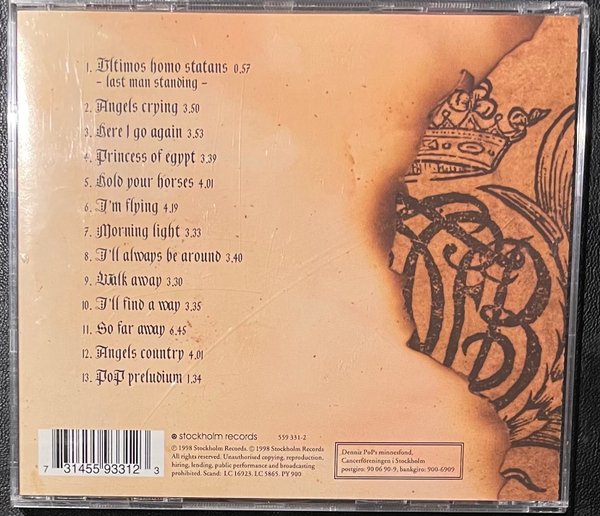 1. Ultimos homo statans 0,57
- last man standing -
2. Angels crying 3,50
3. Here I go again 3,53
4. Princess of egypt 3,39
5. Hold your horses 4,01
6. I'm flying 4,19
7. Morning light 3,33
8. I'll always be around 3,40
9. Walk away 3,30
10. I'll find a way 3,35
11. So far away 6,45
12. Angels country 4,01
13. PoP preludium 1,34
stockholm records 559 331-2
℗ 1998 Stockholm Records. © 1998 Stockholm Records
All rights reserved. Unauthorised copying, reproduction,
hiring, lending, public performance and broadcasting
prohibited. Scand: LC 16923. LC 5865. PY 900
7 31455 93312 3
Denniz PoPs minnesfond,
Cancerföreningen i Stockholm
postgiro: 90 06 90-9, bankgiro: 900-6909